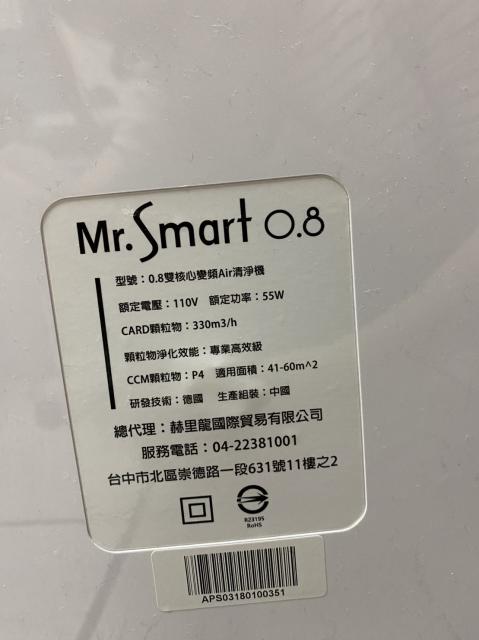 Mr.Smart 0.8
型號：0.8雙核心變頻Air清淨機
額定電壓：110V 額定功率：55W
CARD顆粒物：330m3/h
顆粒物淨化效能：專業高效級
CCM顆粒物：P4 適用面積：41-60m^2
研發技術：德國 生產組裝：中國
總代理：赫里龍國際貿易有限公司
服務電話：04-22381001
台中市北區崇德路一段631號11樓之2
R23195
RoHS
APS03180100351